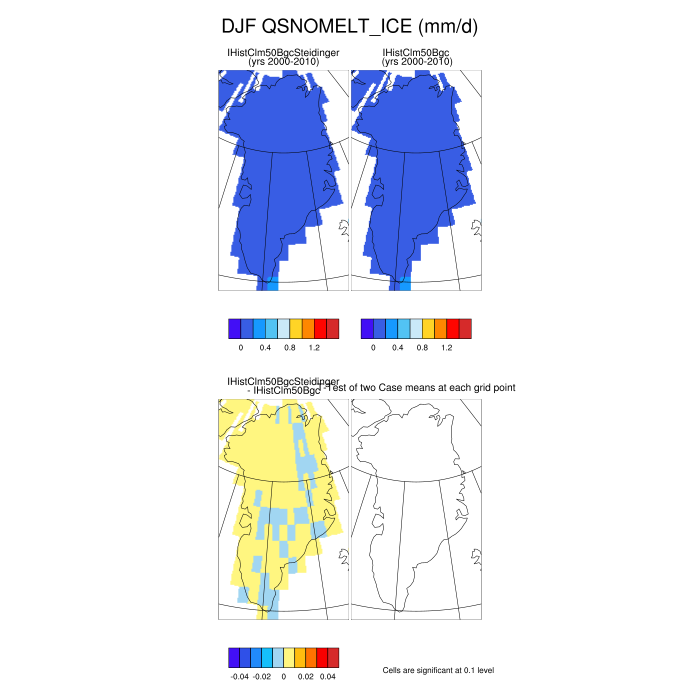 DJF QSNOMELT_ICE (mm/d)
IHistClm50BgcSteidinger
(yrs 2000-2010)
IHistClm50Bgc
(yrs 2000-2010)
0 0.4 0.8 1.2
0 0.4 0.8 1.2
IHistClm50BgcSteidinger
- IHistClm50Bgc
T-Test of two Case means at each grid point
-0.04 -0.02 0 0.02 0.04
Cells are significant at 0.1 level